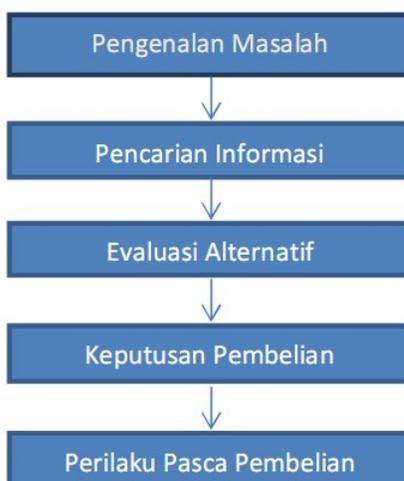 Pengenalan Masalah
Pencarian Informasi
Evaluasi Alternatif
Keputusan Pembelian
Perilaku Pasca Pembelian